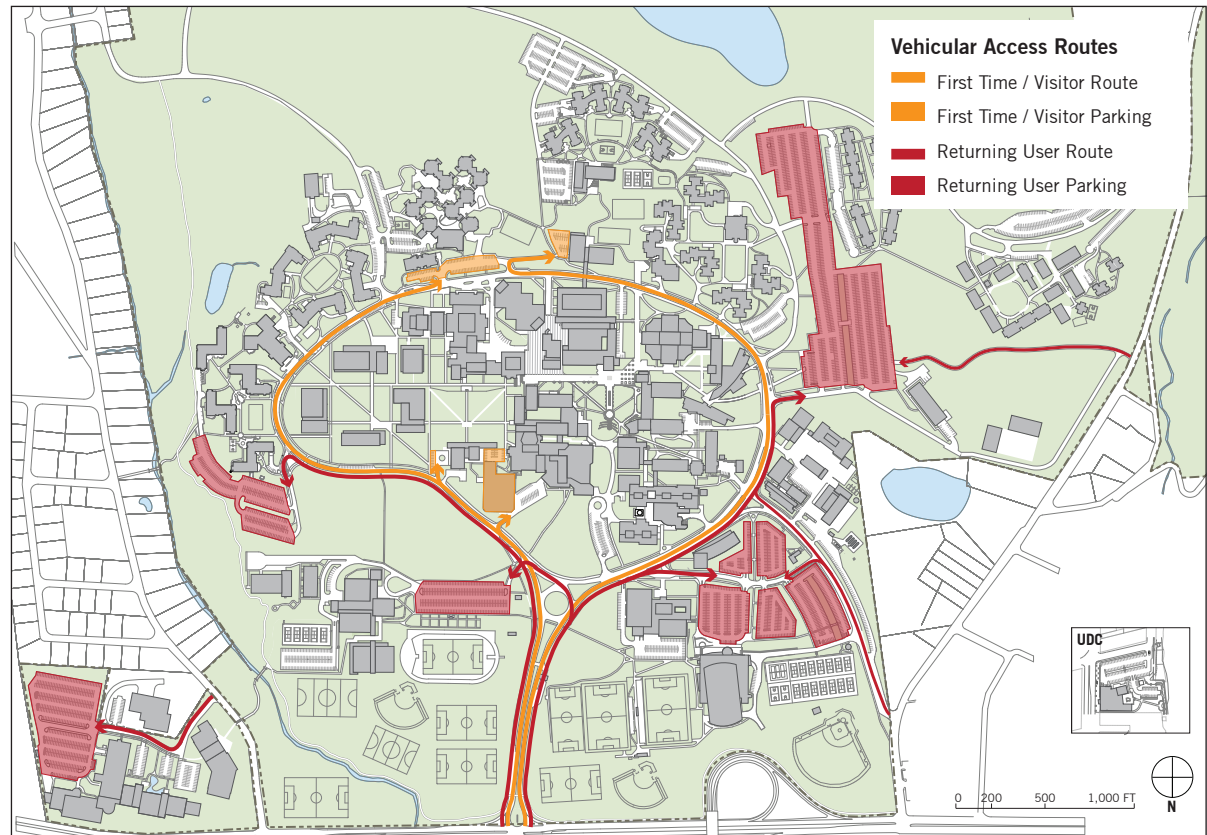 Vehicular Access Routes
First Time / Visitor Route
First Time / Visitor Parking
Returning User Route
Returning User Parking
UDC
N
0 200 500 1,000 FT